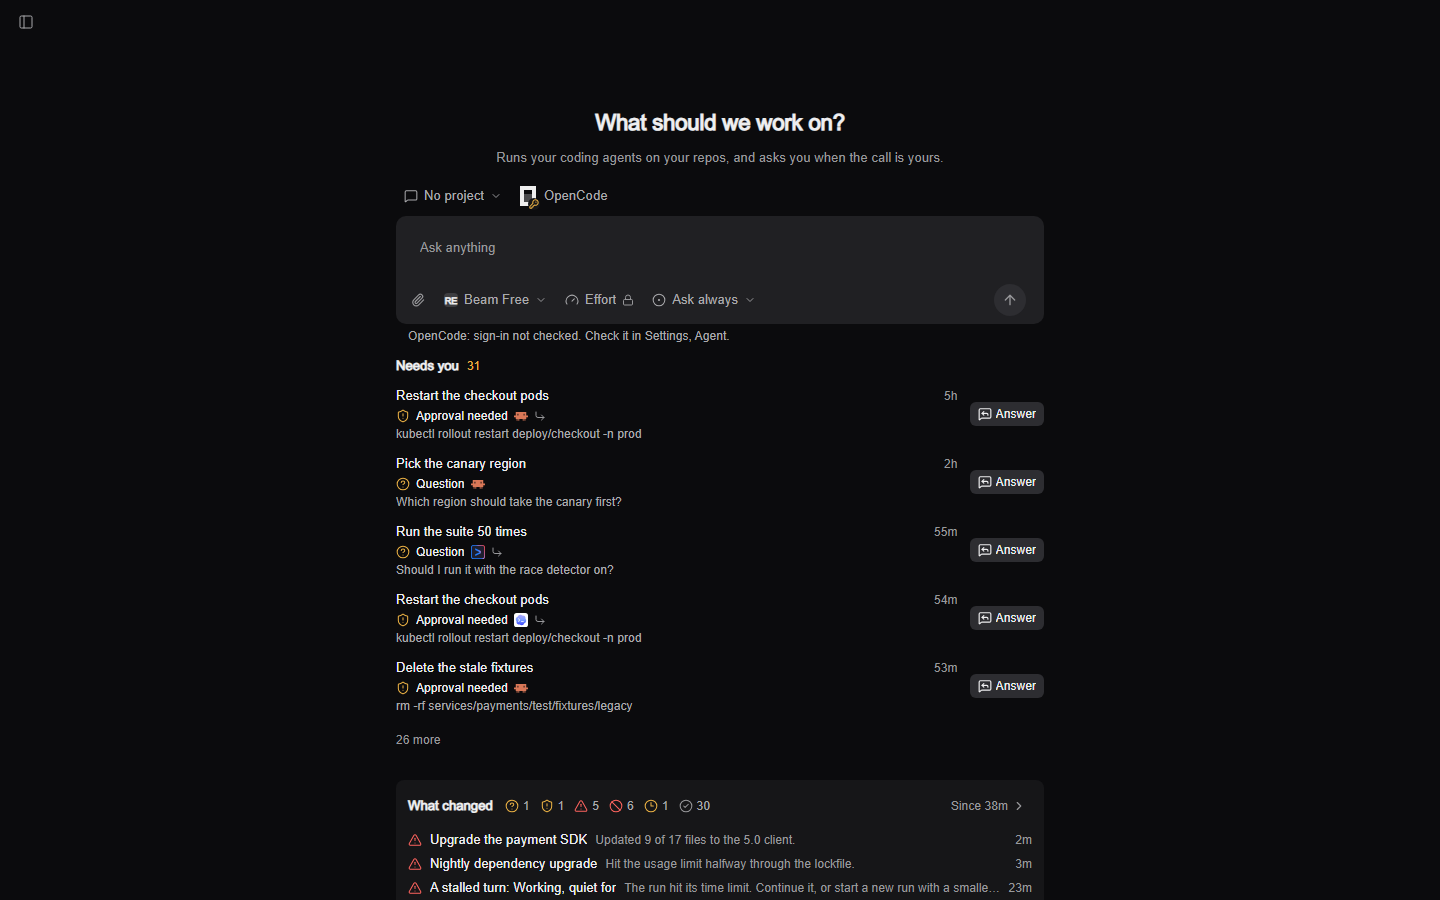 What should we work on?
Runs your coding agents on your repos, and asks you when the call is yours.
No project OpenCode
Ask anything
RE Beam Free Effort Ask always
OpenCode: sign-in not checked. Check it in Settings, Agent.
Needs you 31
Restart the checkout pods 5h
Approval needed Answer
kubectl rollout restart deploy/checkout -n prod
Pick the canary region 2h
Question Answer
Which region should take the canary first?
Run the suite 50 times 55m
Question Answer
Should I run it with the race detector on?
Restart the checkout pods 54m
Approval needed Answer
kubectl rollout restart deploy/checkout -n prod
Delete the stale fixtures 53m
Approval needed Answer
rm -rf services/payments/test/fixtures/legacy
26 more
What changed 1 1 5 6 1 30 Since 38m
Upgrade the payment SDK Updated 9 of 17 files to the 5.0 client. 2m
Nightly dependency upgrade Hit the usage limit halfway through the lockfile. 3m
A stalled turn: Working, quiet for The run hit its time limit. Continue it, or start a new run with a smalle... 23m